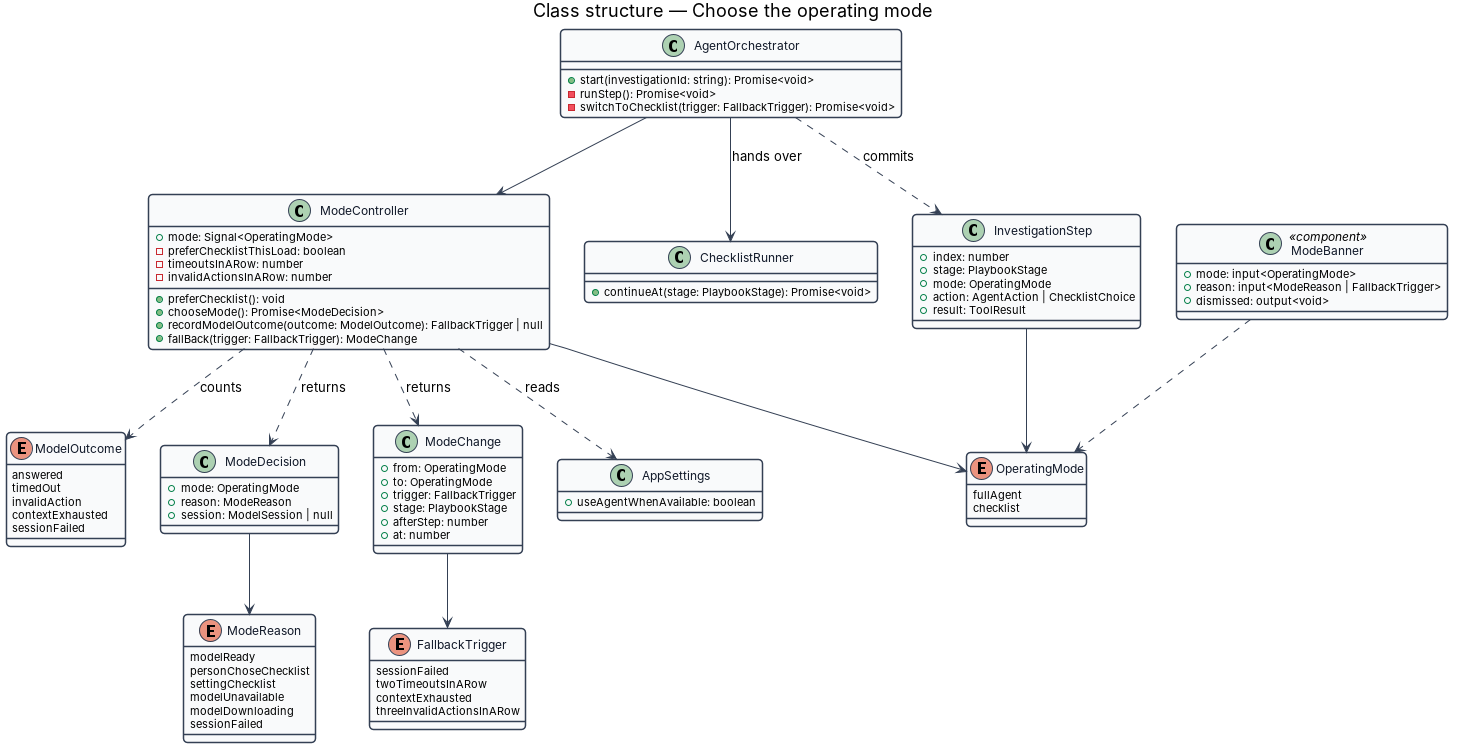 Class structure — Choose the operating mode
C AgentOrchestrator
start(investigationId: string): Promise<void>
runStep(): Promise<void>
switchToChecklist(trigger: FallbackTrigger): Promise<void>
hands over
commits
C ModeController
mode: Signal<OperatingMode>
preferChecklistThisLoad: boolean
timeoutsInARow: number
invalidActionsInARow: number
preferChecklist(): void
chooseMode(): Promise<ModeDecision>
recordModelOutcome(outcome: ModelOutcome): FallbackTrigger | null
fallBack(trigger: FallbackTrigger): ModeChange
C ChecklistRunner
continueAt(stage: PlaybookStage): Promise<void>
C InvestigationStep
index: number
stage: PlaybookStage
mode: OperatingMode
action: AgentAction | ChecklistChoice
result: ToolResult
«component»
C ModeBanner
mode: input<OperatingMode>
reason: input<ModeReason | FallbackTrigger>
dismissed: output<void>
counts
returns
returns
reads
E ModelOutcome
answered
timedOut
invalidAction
contextExhausted
sessionFailed
C ModeDecision
mode: OperatingMode
reason: ModeReason
session: ModelSession | null
C ModeChange
from: OperatingMode
to: OperatingMode
trigger: FallbackTrigger
stage: PlaybookStage
afterStep: number
at: number
C AppSettings
useAgentWhenAvailable: boolean
E OperatingMode
fullAgent
checklist
E ModeReason
modelReady
personChoseChecklist
settingChecklist
modelUnavailable
modelDownloading
sessionFailed
E FallbackTrigger
sessionFailed
twoTimeoutsInARow
contextExhausted
threeInvalidActionsInARow